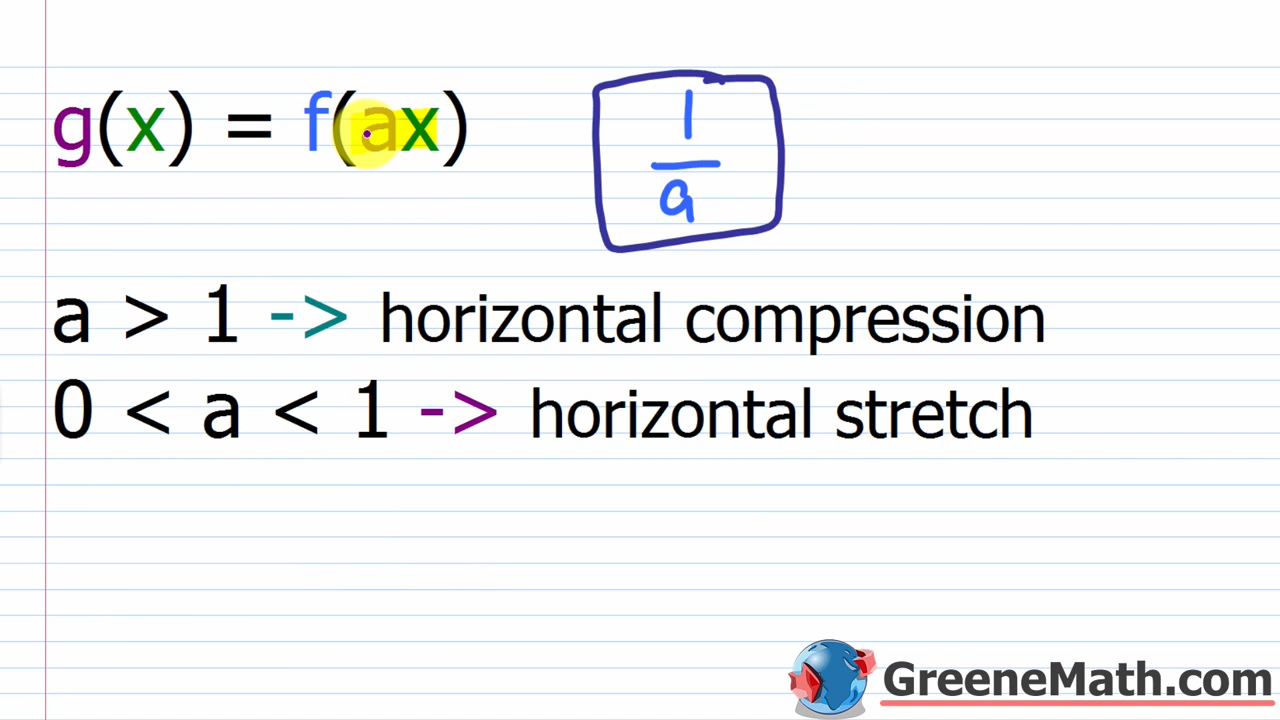 g(x) = f(ax)
1
a
a > 1 -> horizontal compression
0 < a < 1 -> horizontal stretch
GreeneMath.com